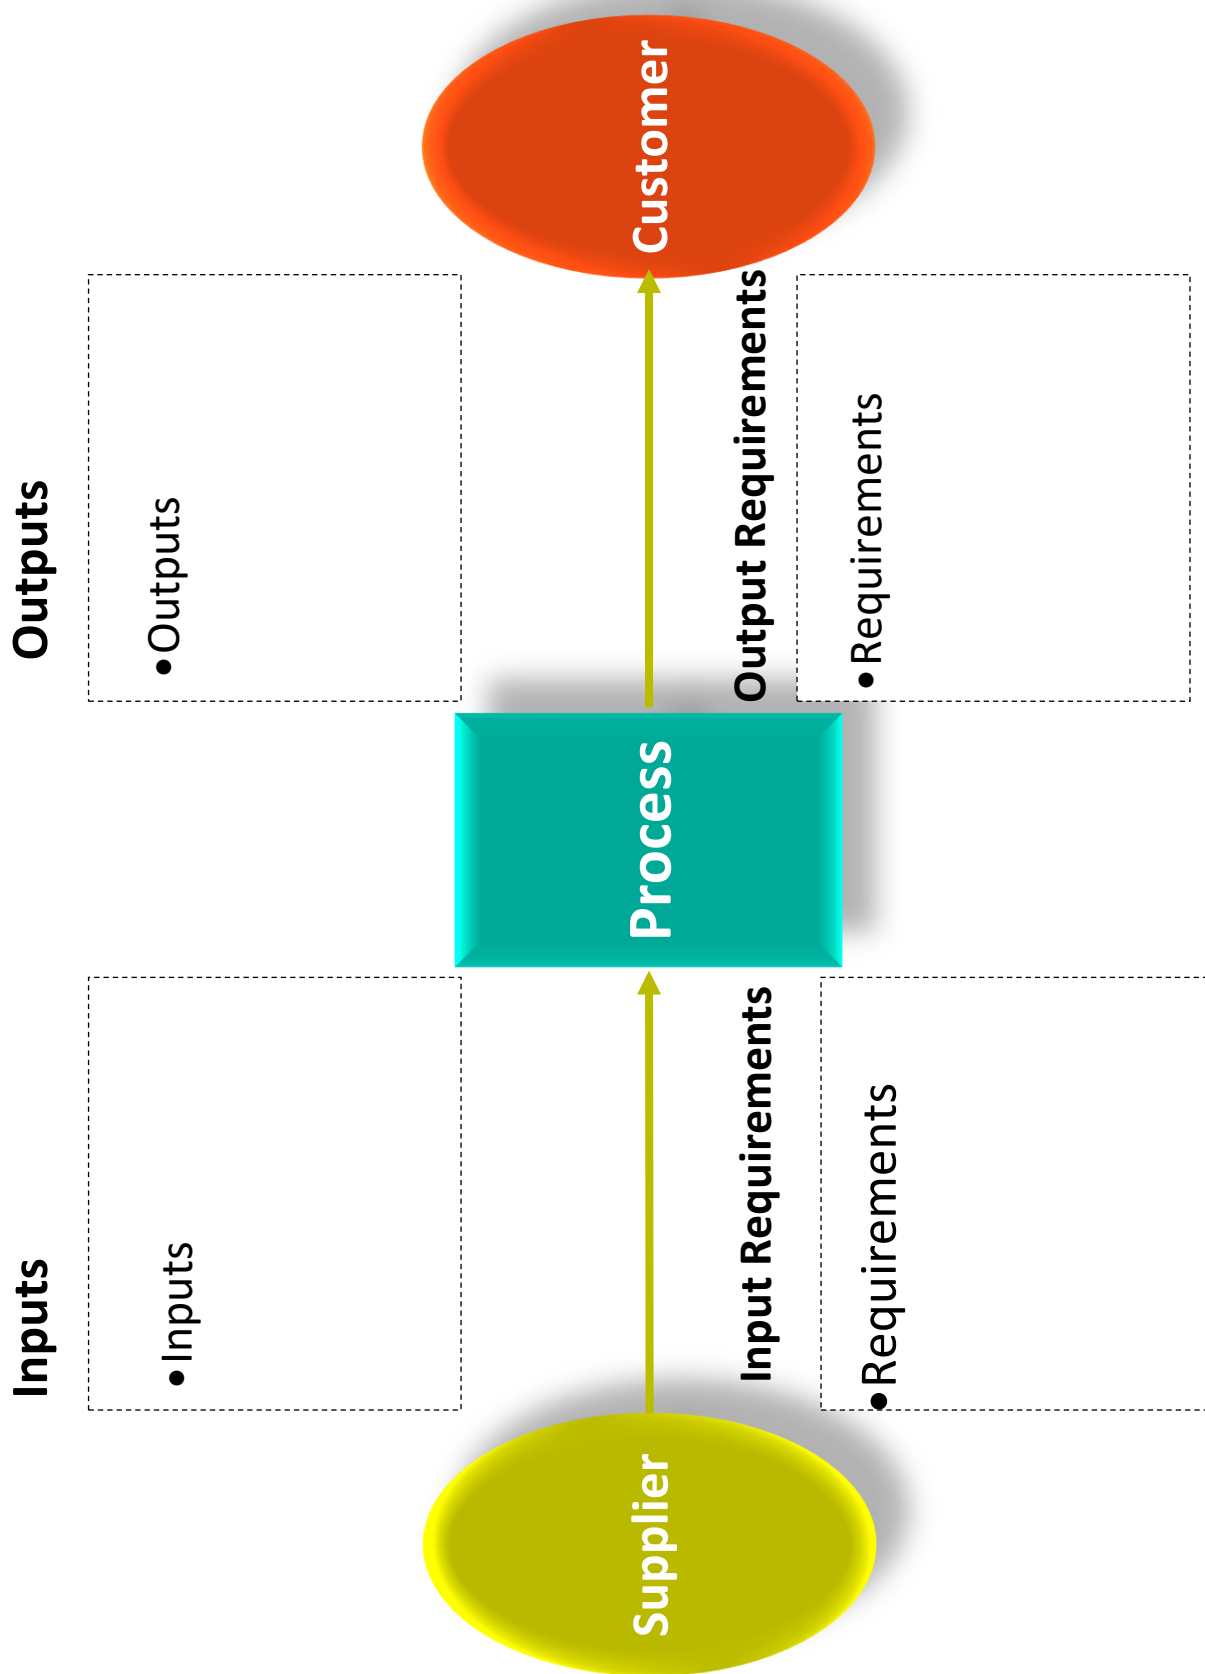 Inputs
Outputs
•Inputs
•Outputs
Supplier
Process
Customer
Input Requirements
Output Requirements
•Requirements
•Requirements